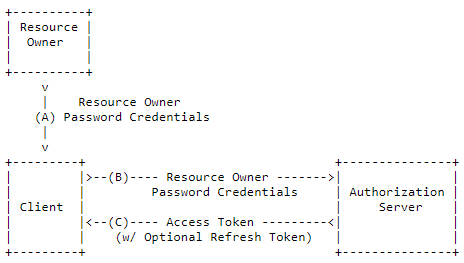 +----------+
| Resource |
|  Owner   |
|          |
+----------+
     v
     |    Resource Owner
    (A) Password Credentials
     |
     v
+---------+                                  +---------------+
|         |>--(B)---- Resource Owner ------->|               |
|         |         Password Credentials     | Authorization |
| Client  |                                  |     Server    |
|         |<--(C)---- Access Token ---------<|               |
|         |    (w/ Optional Refresh Token)   |               |
+---------+                                  +---------------+